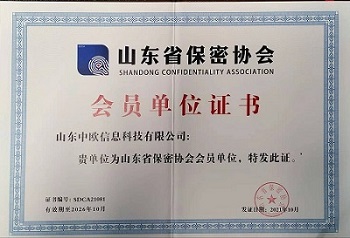 山东省保密协会
SHANDONG CONFIDENTIALITY ASSOCIATION
会员单位证书
山东中欧信息科技有限公司:
贵单位为山东省保密协会会员单位，特发此证。
证书编号: SDCA21081
有效期至2026年10月
发证日期: 2021年10月